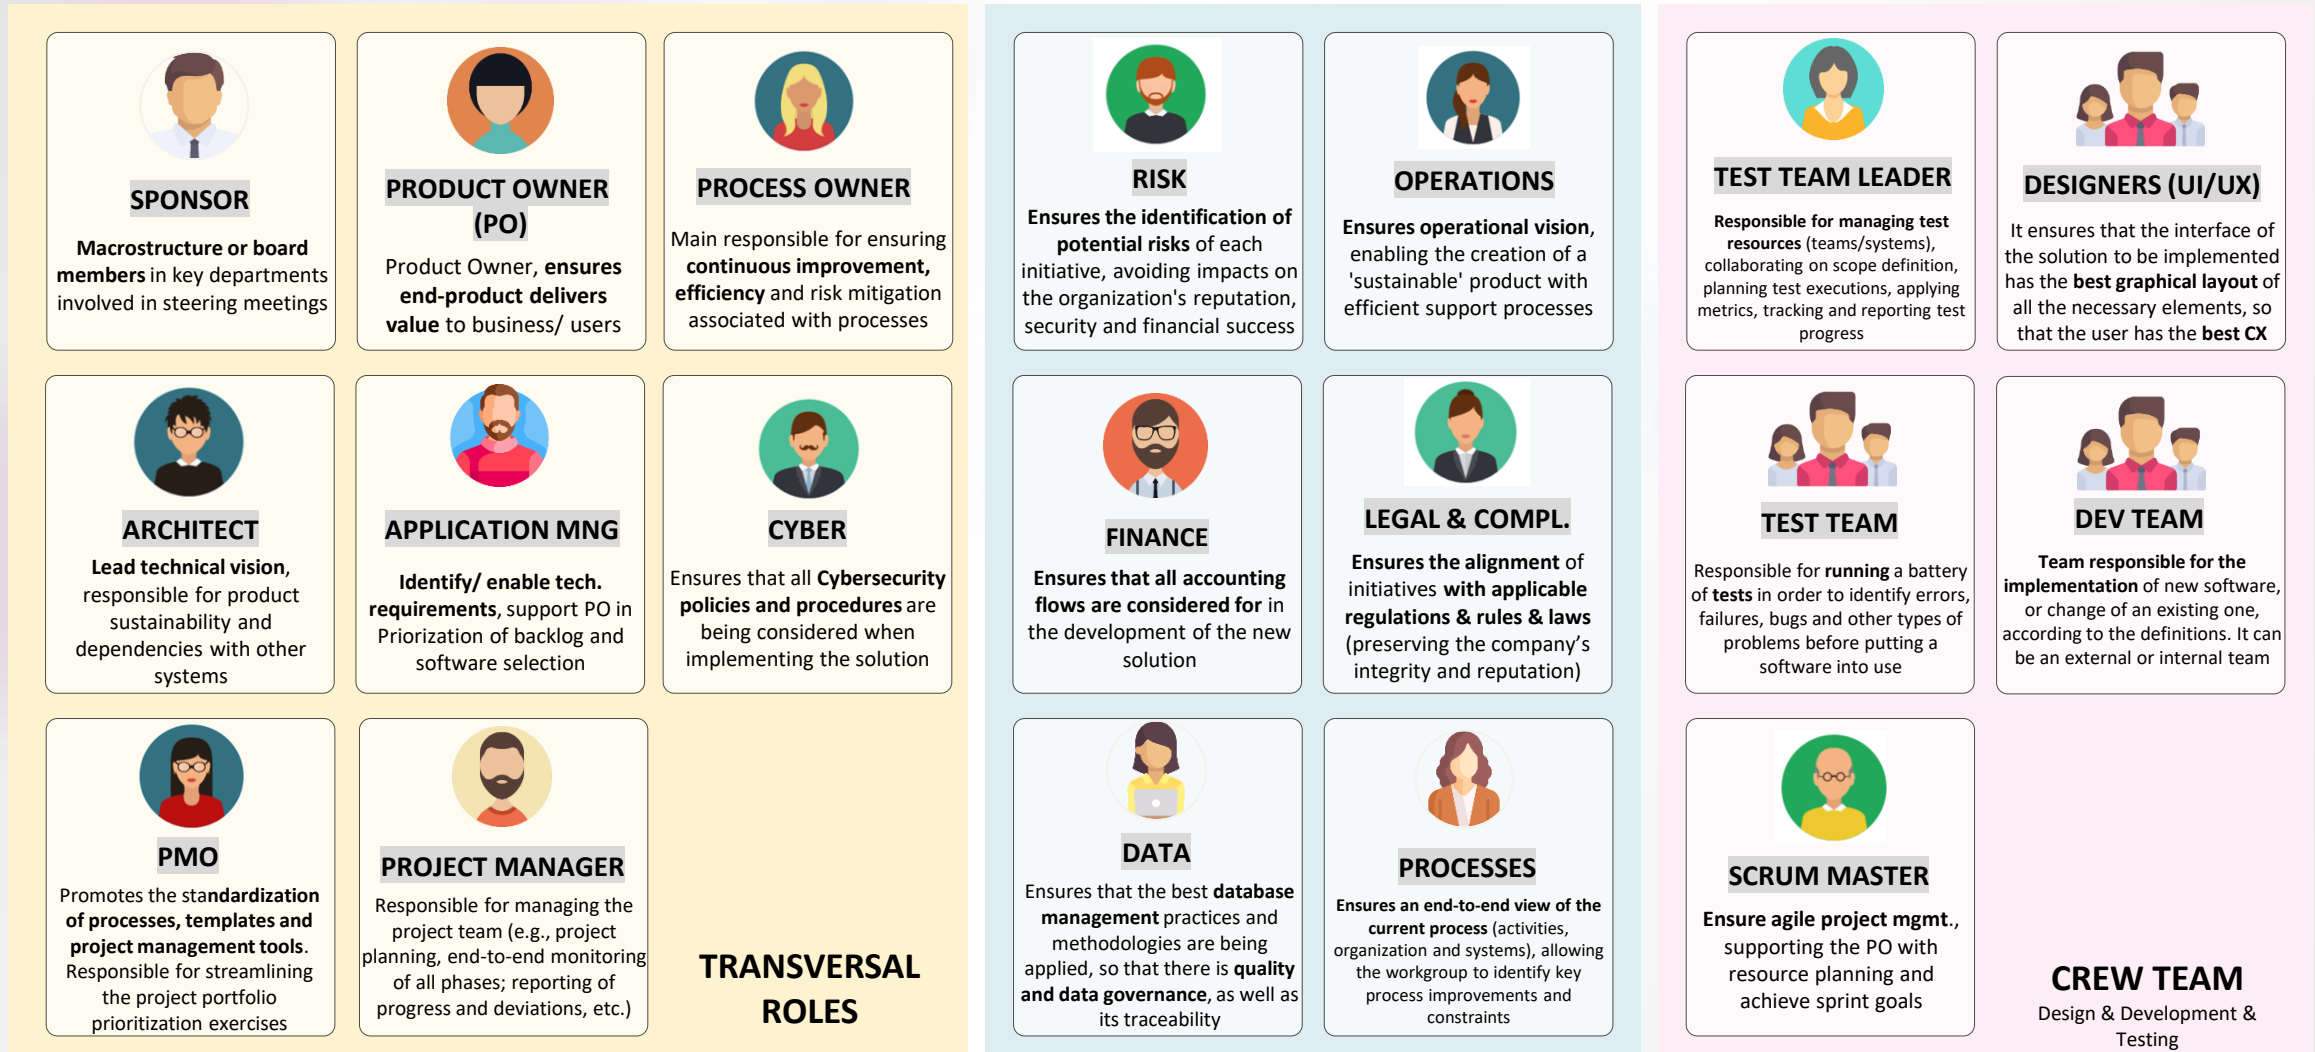 SPONSOR
Macrostructure or board
members in key departments
involved in steering meetings
PRODUCT OWNER
(PO)
Product Owner, ensures
end-product delivers
value to business/ users
PROCESS OWNER
Main responsible for ensuring
continuous improvement,
efficiency and risk mitigation
associated with processes
ARCHITECT
Lead technical vision,
responsible for product
sustainability and
dependencies with other
systems
APPLICATION MNG
Identify/ enable tech.
requirements, support PO in
Priorization of backlog and
software selection
CYBER
Ensures that all Cybersecurity
policies and procedures are
being considered when
implementing the solution
PMO
Promotes the standardization
of processes, templates and
project management tools.
Responsible for streamlining
the project portfolio
prioritization exercises
PROJECT MANAGER
Responsible for managing the
project team (e.g., project
planning, end-to-end monitoring
of all phases; reporting of
progress and deviations, etc.)
TRANSVERSAL
ROLES
RISK
Ensures the identification of
potential risks of each
initiative, avoiding impacts on
the organization's reputation,
security and financial success
OPERATIONS
Ensures operational vision,
enabling the creation of a
'sustainable' product with
efficient support processes
FINANCE
Ensures that all accounting
flows are considered for in
the development of the new
solution
LEGAL & COMPL.
Ensures the alignment of
initiatives with applicable
regulations & rules & laws
(preserving the company’s
integrity and reputation)
DATA
Ensures that the best database
management practices and
methodologies are being
applied, so that there is quality
and data governance, as well as
its traceability
PROCESSES
Ensures an end-to-end view of the
current process (activities,
organization and systems), allowing
the workgroup to identify key
process improvements and
constraints
TEST TEAM LEADER
Responsible for managing test
resources (teams/systems),
collaborating on scope definition,
planning test executions, applying
metrics, tracking and reporting test
progress
DESIGNERS (UI/UX)
It ensures that the interface of
the solution to be implemented
has the best graphical layout of
all the necessary elements, so
that the user has the best CX
TEST TEAM
Responsible for running a battery
of tests in order to identify errors,
failures, bugs and other types of
problems before putting a
software into use
DEV TEAM
Team responsible for the
implementation of new software,
or change of an existing one,
according to the definitions. It can
be an external or internal team
SCRUM MASTER
Ensure agile project mgmt.,
supporting the PO with
resource planning and
achieve sprint goals
CREW TEAM
Design & Development &
Testing